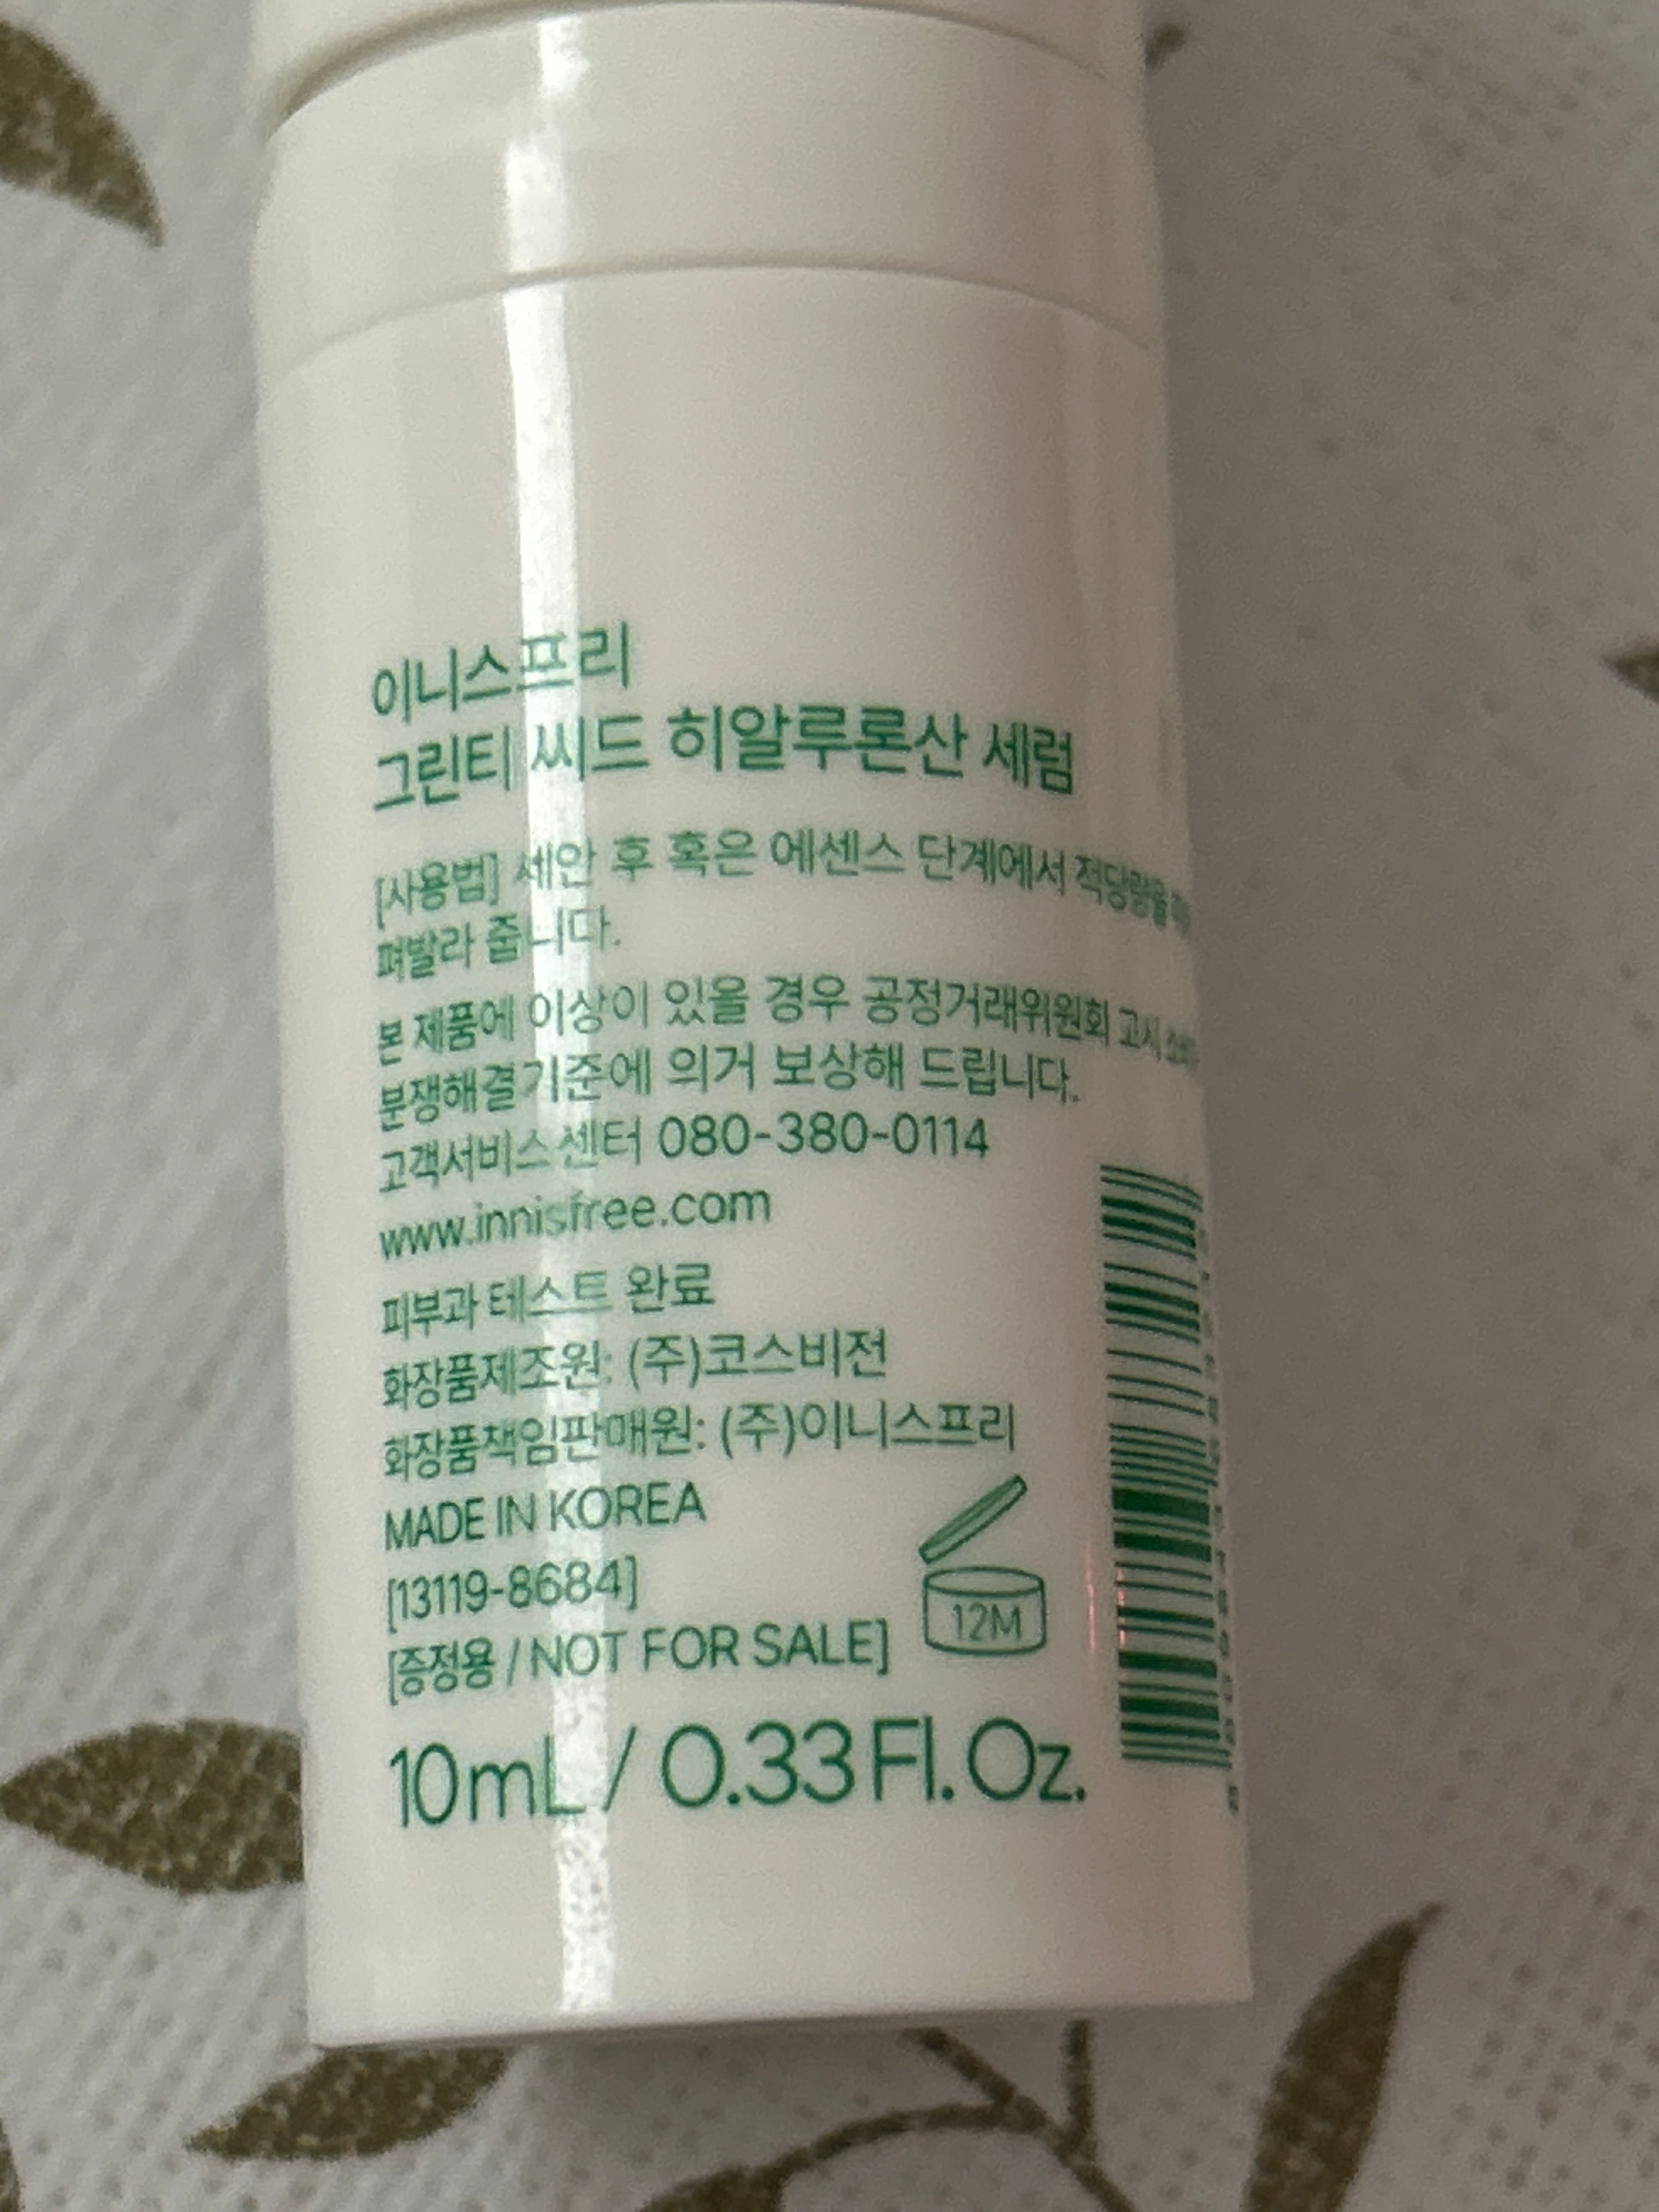 이니스프리
그린티 씨드 히알루론산 세럼
[사용법] 세안 후 혹은 에센스 단계에서 적당량을
펴발라 줍니다.
본 제품에 이상이 있을 경우 공정거래위원회 고시
분쟁해결기준에 의거 보상해 드립니다.
고객서비스센터 080-380-0114
www.innisfree.com
피부과 테스트 완료
화장품제조원: (주)코스비전
화장품책임판매원: (주)이니스프리
MADE IN KOREA
[13119-8684]
[증정용 / NOT FOR SALE]
12M
10mL / 0.33 Fl. Oz.